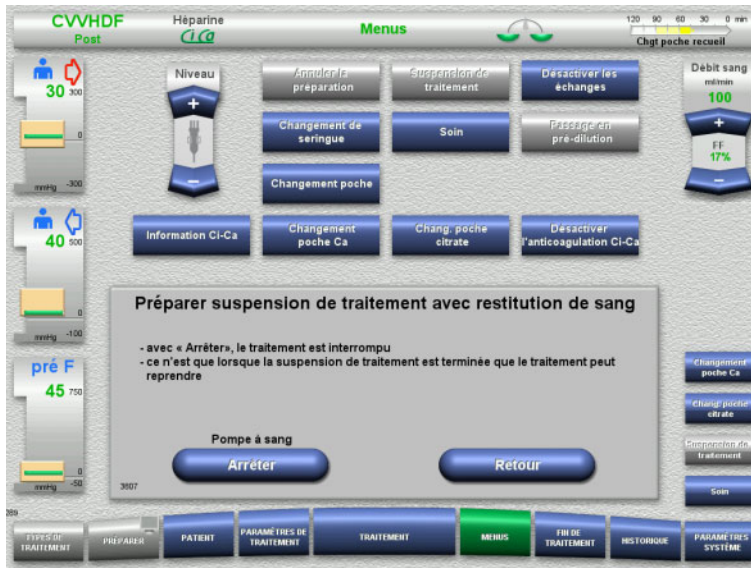 CVVHDF
Post
Héparine
CiCa
Menus
120 90 60 30 0 min
Chgt poche recueil
30 300
0
mmHg -300
40 500
0
mmHg -100
pré F
45 750
0
mmHg -50
Niveau
+
−
Annuler la
préparation
Suspension de
traitement
Désactiver les
échanges
Changement de
seringue
Soin
Passage en
pré-dilution
Changement poche
Information Ci-Ca
Changement
poche Ca
Chang. poche
citrate
Désactiver
l'anticoagulation Ci-Ca
Débit sang
ml/min
100
+
FF
17%
−
Préparer suspension de traitement avec restitution de sang
- avec « Arrêter», le traitement est interrompu
- ce n'est que lorsque la suspension de traitement est terminée que le traitement peut
reprendre
Pompe à sang
Arrêter
Retour
3607
Changement
poche Ca
Chang. poche
citrate
Suspension de
traitement
Soin
289
TYPES DE
TRAITEMENT
PRÉPARER
PATIENT
PARAMÈTRES DE
TRAITEMENT
TRAITEMENT
MENUS
FIN DE
TRAITEMENT
HISTORIQUE
PARAMÈTRES
SYSTÈME